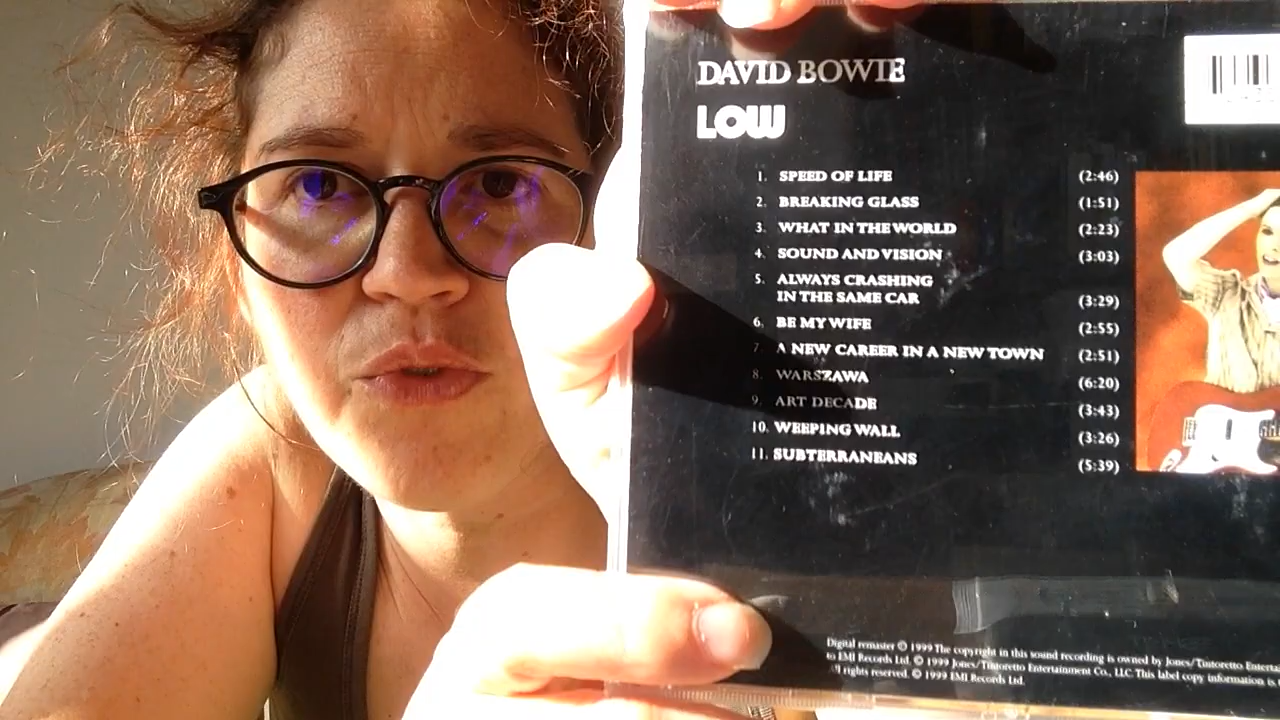 DAVID BOWIE
LOW
1. SPEED OF LIFE (2:46)
2. BREAKING GLASS (1:51)
3. WHAT IN THE WORLD (2:23)
4. SOUND AND VISION (3:03)
5. ALWAYS CRASHING
IN THE SAME CAR (3:29)
6. BE MY WIFE (2:55)
7. A NEW CAREER IN A NEW TOWN (2:51)
8. WARSZAWA (6:20)
9. ART DECADE (3:43)
10. WEEPING WALL (3:26)
11. SUBTERRANEANS (5:39)
Digital remaster ℗ 1999 The copyright in this sound recording is owned by Jones/Tintoretto
to EMI Records Ltd. © 1999 Jones/Tintoretto Entertainment Co., LLC This label copy information is
All rights reserved. © 1999 EMI Records Ltd.